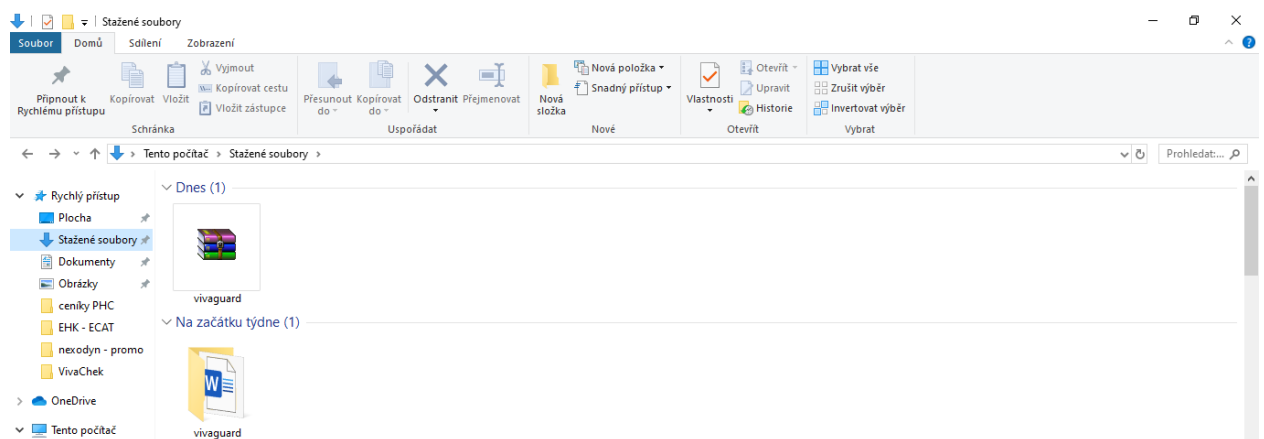 Stažené soubory
Soubor Domů Sdílení Zobrazení
Připnout k Rychlému přístupu
Kopírovat
Vložit
Vyjmout
Kopírovat cestu
Vložit zástupce
Schránka
Přesunout do
Kopírovat do
Odstranit
Přejmenovat
Uspořádat
Nová složka
Nová položka
Snadný přístup
Nové
Vlastnosti
Otevřít
Upravit
Historie
Otevřít
Vybrat vše
Zrušit výběr
Invertovat výběr
Vybrat
Tento počítač › Stažené soubory ›
Prohledat:...
Rychlý přístup
Plocha
Stažené soubory
Dokumenty
Obrázky
ceníky PHC
EHK - ECAT
nexodyn - promo
VivaChek
OneDrive
Tento počítač
Dnes (1)
vivaguard
Na začátku týdne (1)
W
vivaguard